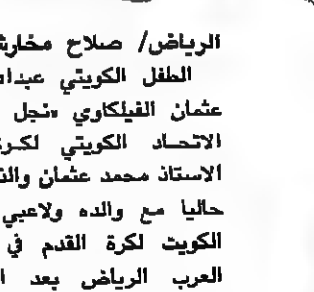 الرياض/ صلاح مخارش
الطفل الكويتي عبدا
عثمان الفيلكاوي «نجل
الاتحاد الكويتي لكرة
الاستاذ محمد عثمان والذ
حاليا مع والده ولاعبي
الكويت لكرة القدم في
العرب الرياض بعد ا